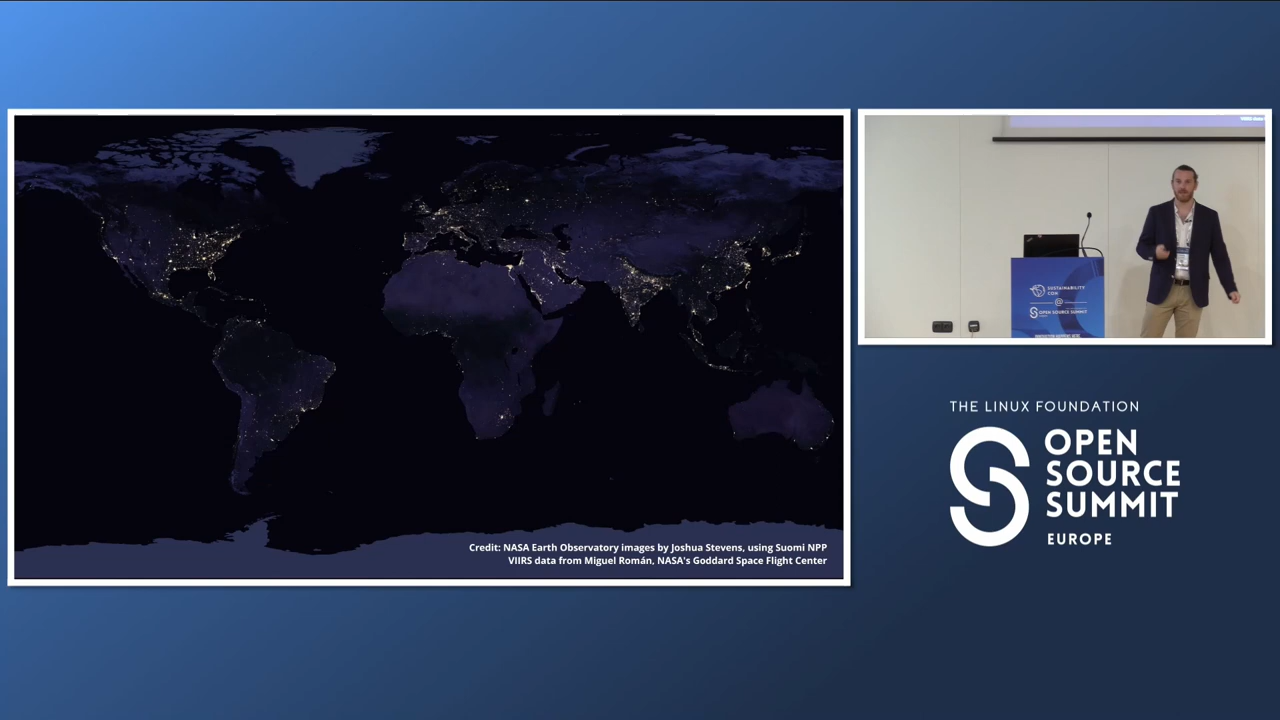 Credit: NASA Earth Observatory images by Joshua Stevens, using Suomi NPP
VIIRS data from Miguel Román, NASA's Goddard Space Flight Center
SUSTAINABILITY
CON
@
OPEN SOURCE SUMMIT
THE LINUX FOUNDATION
OPEN
SOURCE
SUMMIT
EUROPE